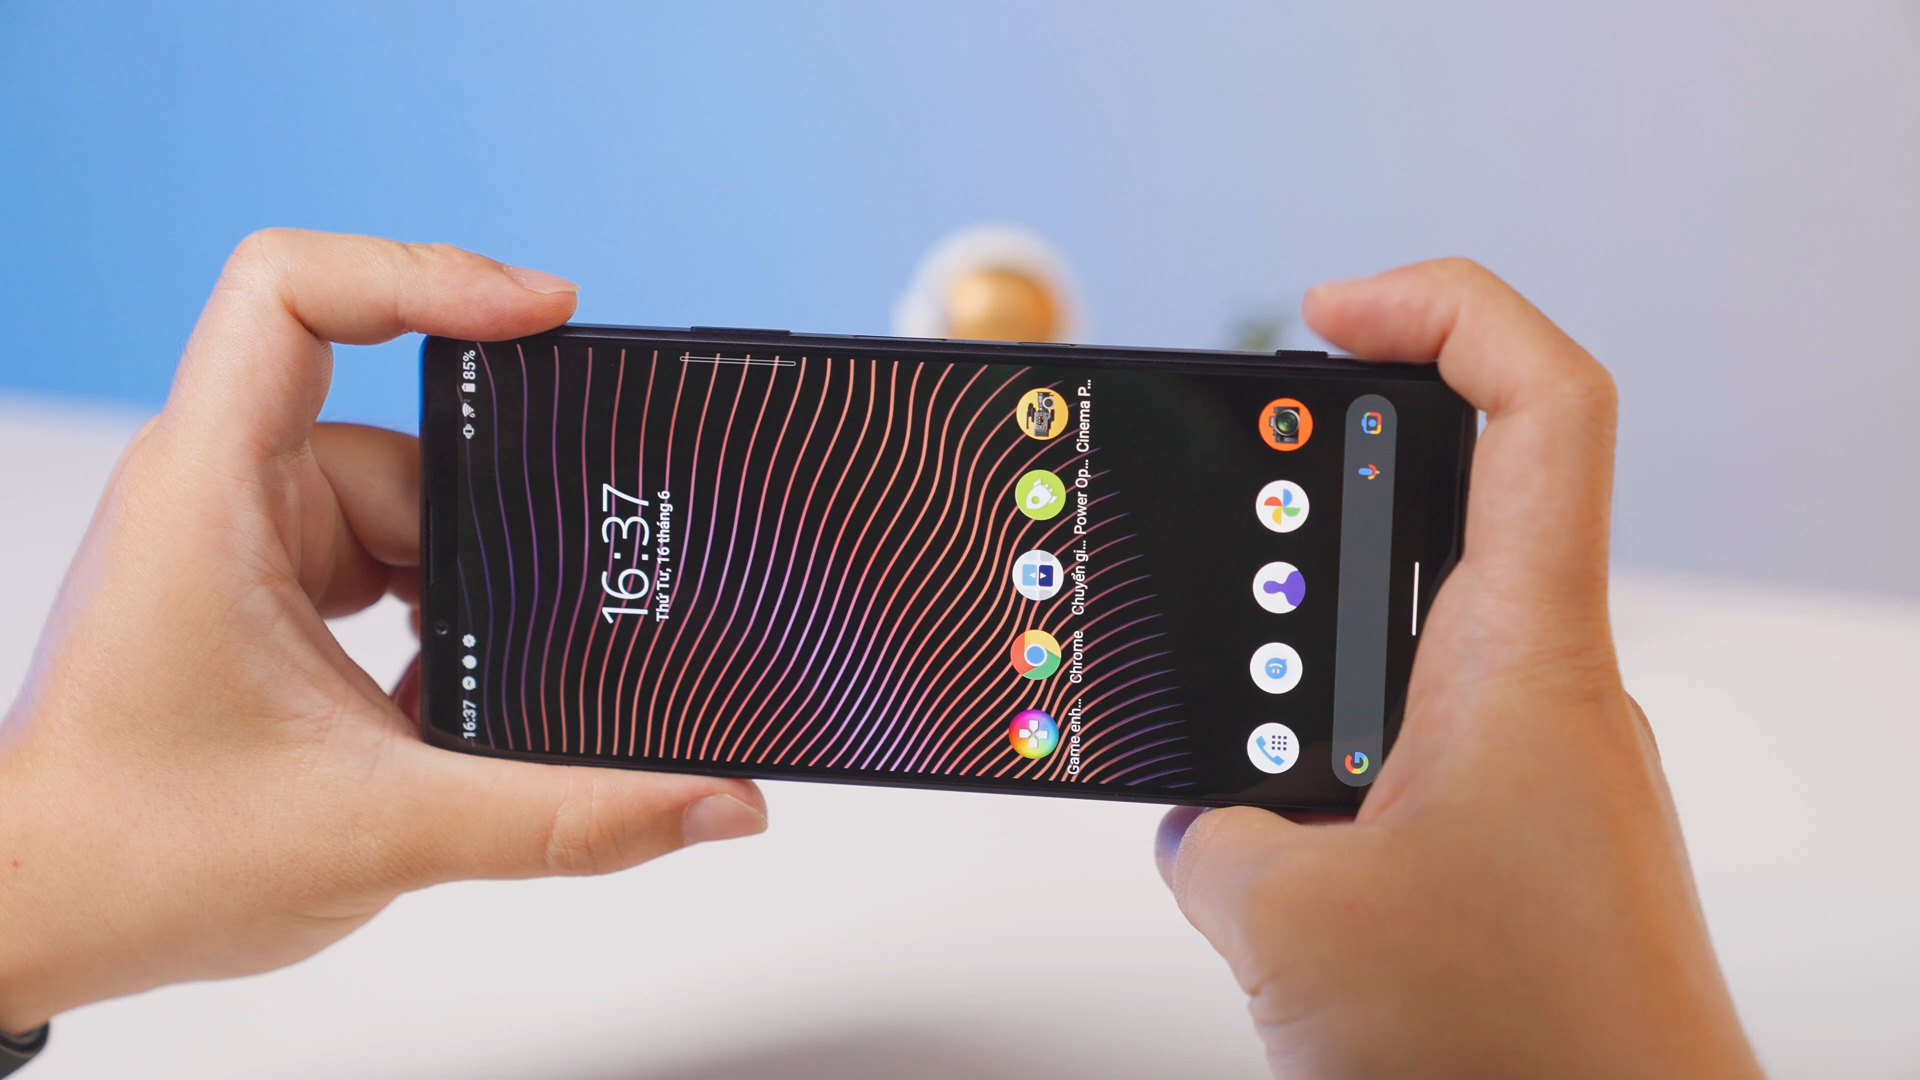 16:37
85%
16:37
Thứ Tư, 16 tháng 6
Game enh...
Chrome
Chuyển gi...
Power Op...
Cinema P...